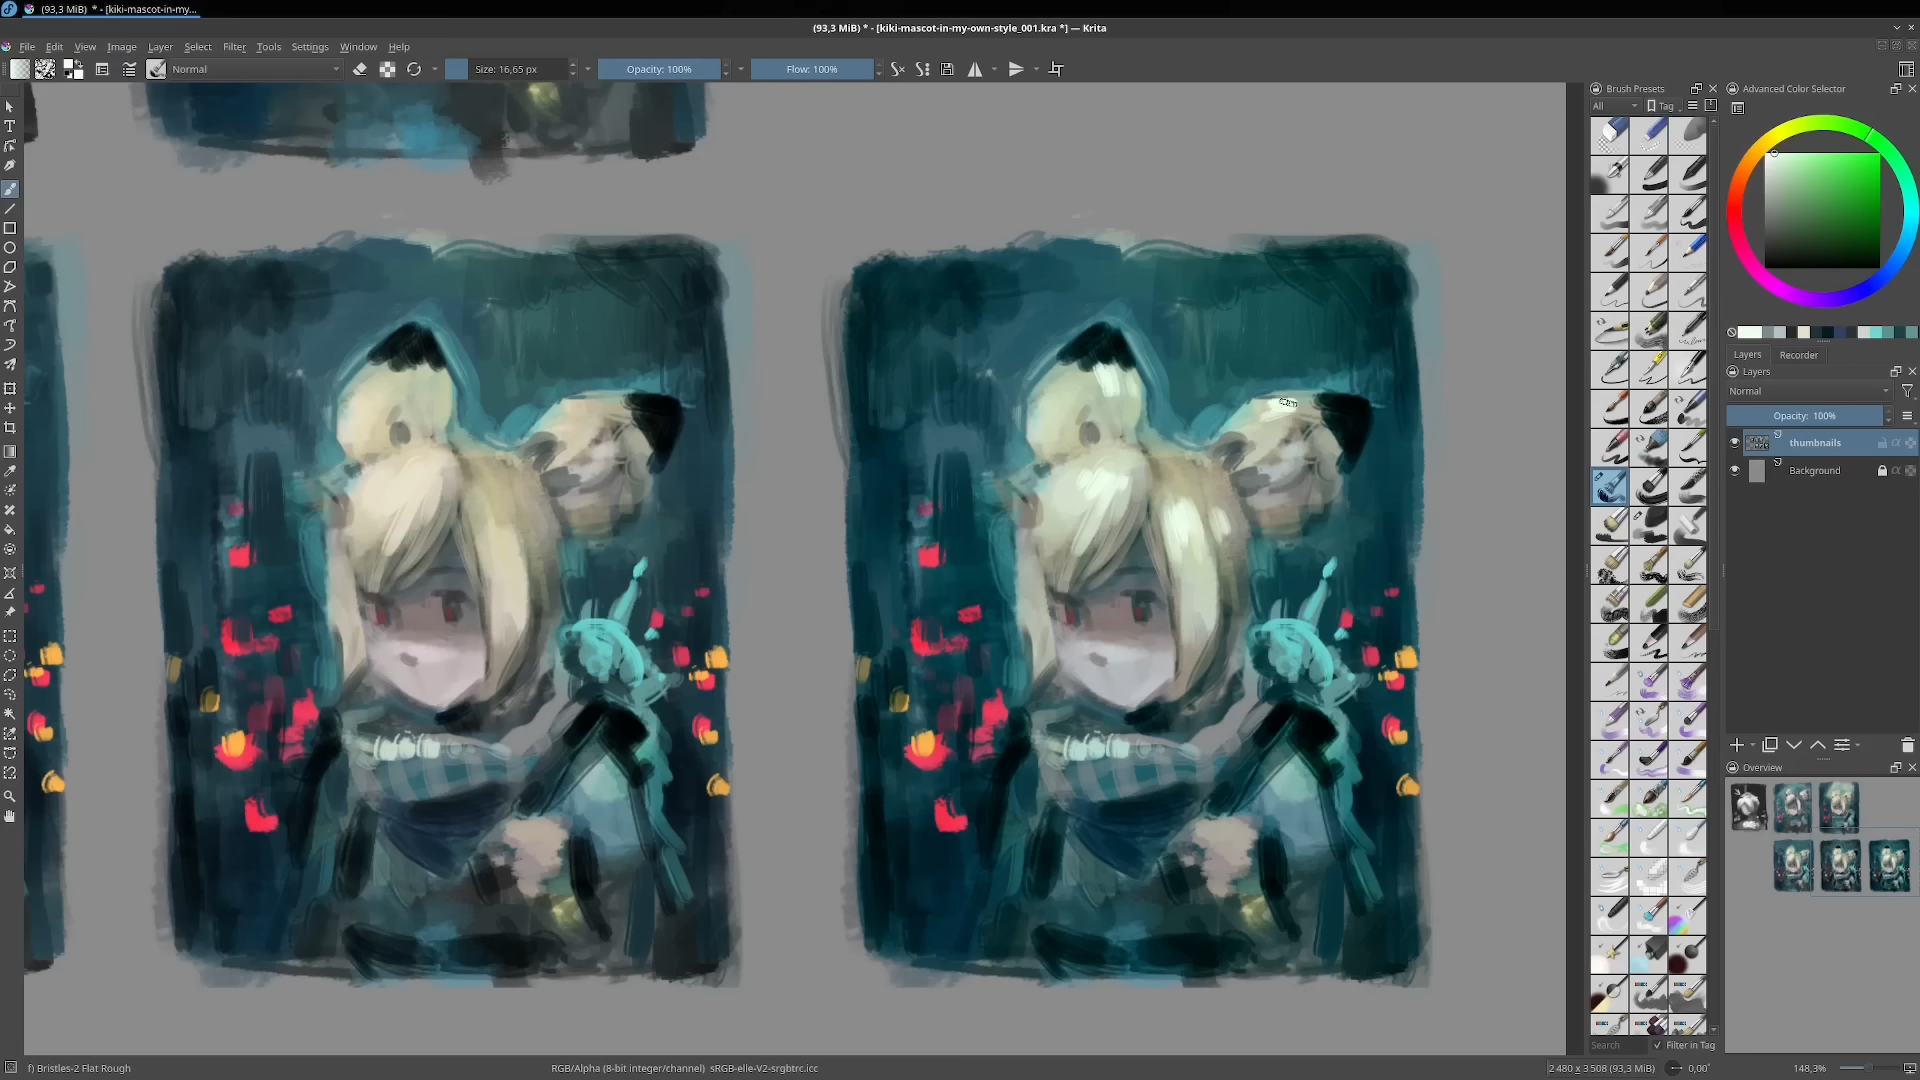 (93,3 MiB) * - [kiki-mascot-in-my...
(93,3 MiB) * - [kiki-mascot-in-my-own-style_001.kra *] — Krita
File Edit View Image Layer Select Filter Tools Settings Window Help
Normal
Size: 16,65 px
Opacity: 100%
Flow: 100%
Brush Presets
Advanced Color Selector
All
Tag
Layers Recorder
Layers
Normal
Opacity: 100%
thumbnails
Background
Overview
Search
Filter in Tag
f) Bristles-2 Flat Rough
RGB/Alpha (8-bit integer/channel) sRGB-elle-V2-srgbtrc.icc
2 480 x 3 508 (93,3 MiB)
0,00°
148,3%